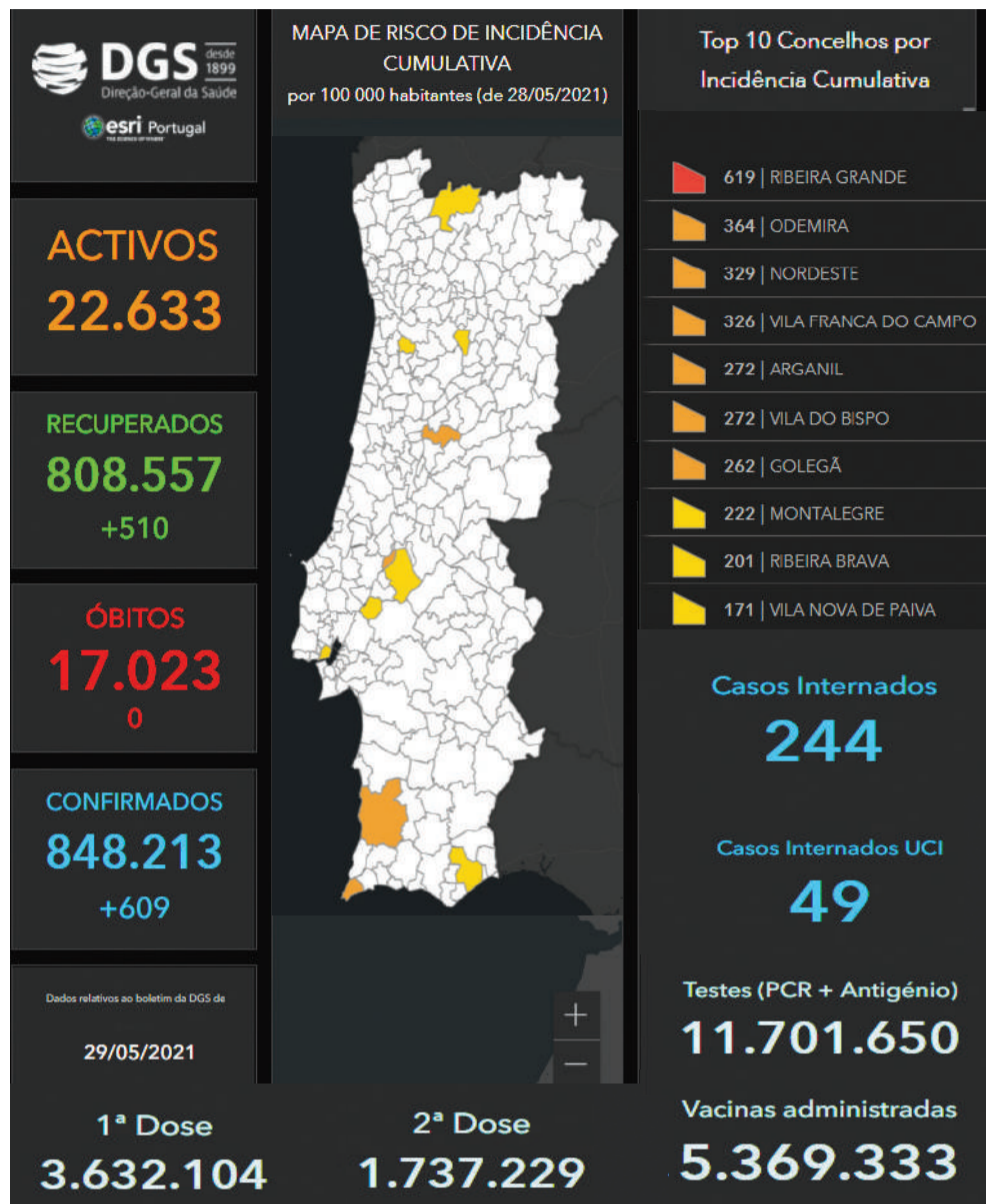 DGS
desde
1899
Direção-Geral da Saúde
esri Portugal
ACTIVOS
22.633
RECUPERADOS
808.557
+510
ÓBITOS
17.023
0
CONFIRMADOS
848.213
+609
Dados relativos ao boletim da DGS de
29/05/2021
MAPA DE RISCO DE INCIDÊNCIA
CUMULATIVA
por 100 000 habitantes (de 28/05/2021)
+
−
Top 10 Concelhos por
Incidência Cumulativa
619 | RIBEIRA GRANDE
364 | ODEMIRA
329 | NORDESTE
326 | VILA FRANCA DO CAMPO
272 | ARGANIL
272 | VILA DO BISPO
262 | GOLEGÃ
222 | MONTALEGRE
201 | RIBEIRA BRAVA
171 | VILA NOVA DE PAIVA
Casos Internados
244
Casos Internados UCI
49
Testes (PCR + Antigénio)
11.701.650
1ª Dose
3.632.104
2ª Dose
1.737.229
Vacinas administradas
5.369.333